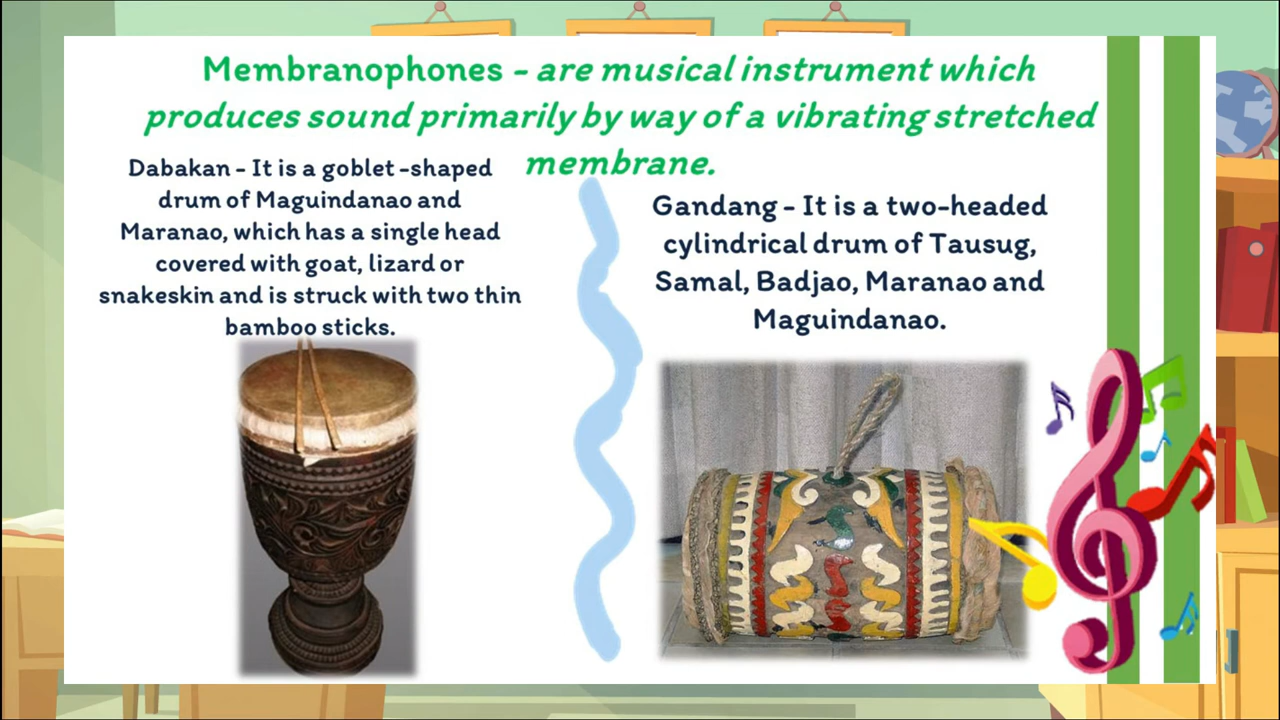 Membranophones - are musical instrument which
produces sound primarily by way of a vibrating stretched
membrane.
Dabakan - It is a goblet -shaped
drum of Maguindanao and
Maranao, which has a single head
covered with goat, lizard or
snakeskin and is struck with two thin
bamboo sticks.
Gandang - It is a two-headed
cylindrical drum of Tausug,
Samal, Badjao, Maranao and
Maguindanao.